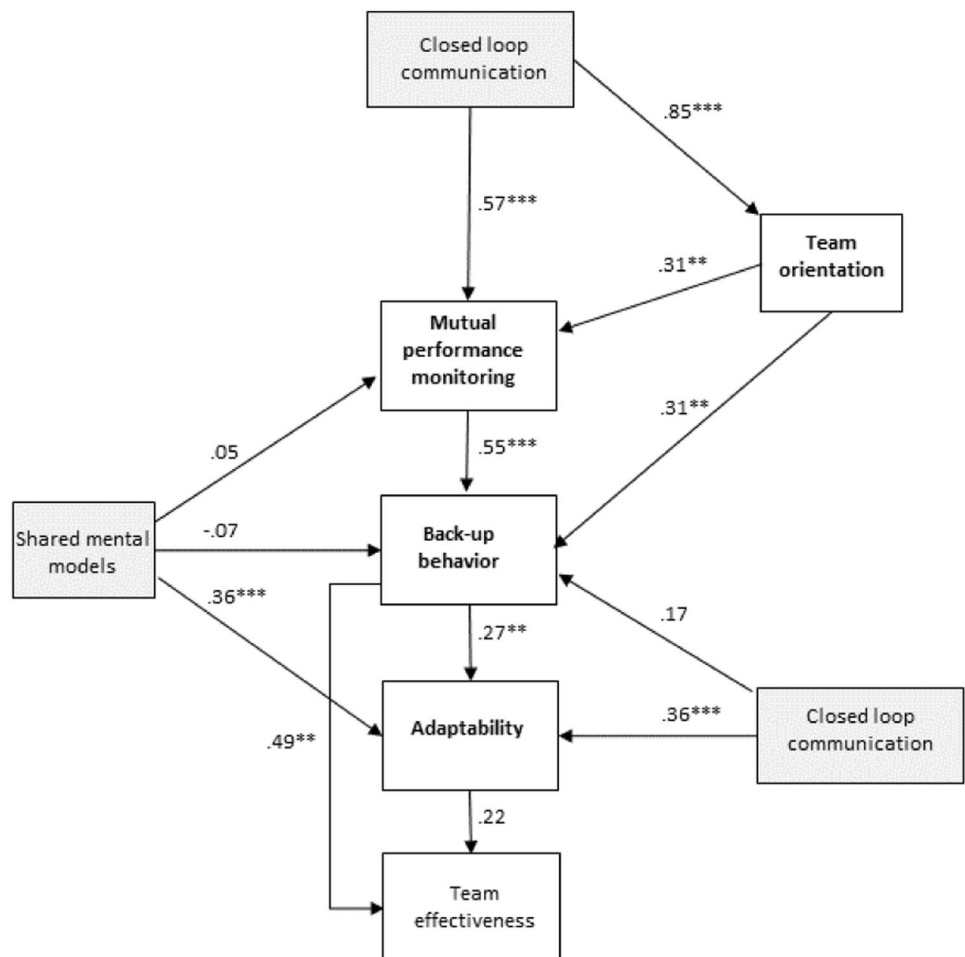 Closed loop
communication
.85***
.57***
Team
orientation
.31**
Mutual
performance
monitoring
.31**
.55***
.05
Shared mental
models
-.07
Back-up
behavior
.36***
.17
.27**
Adaptability
.36***
Closed loop
communication
.49**
.22
Team
effectiveness